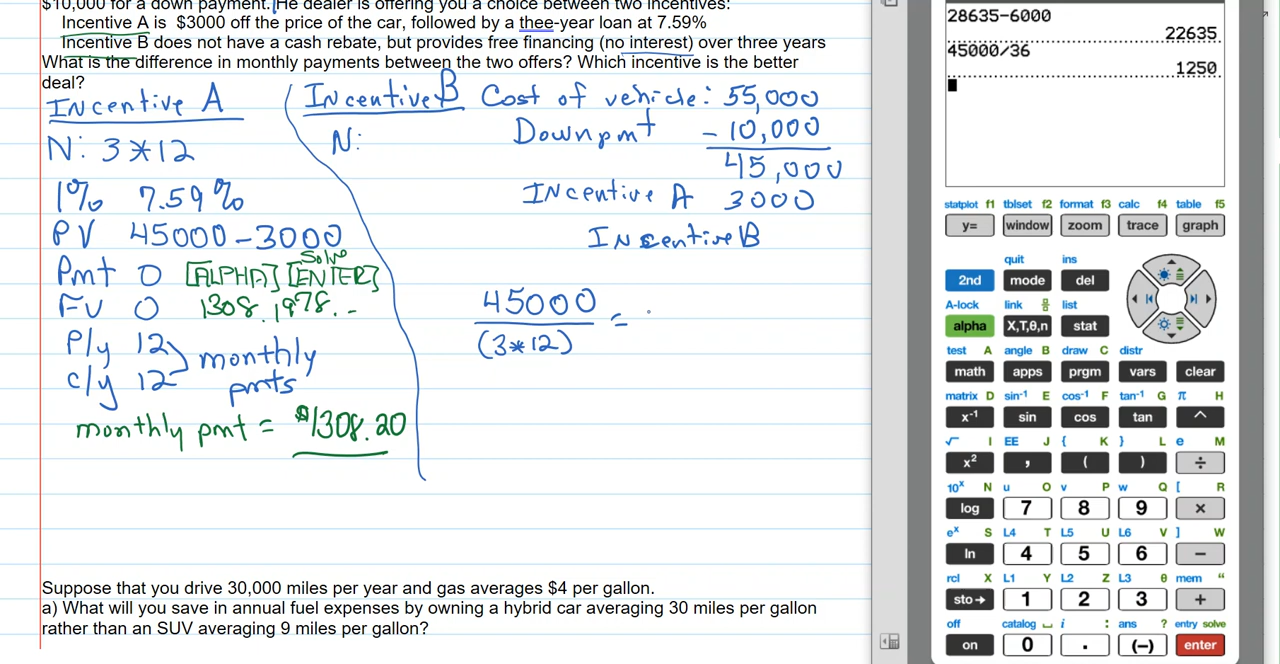 $10,000 for a down payment. He dealer is offering you a choice between two incentives:
Incentive A is $3000 off the price of the car, followed by a thee-year loan at 7.59%
Incentive B does not have a cash rebate, but provides free financing (no interest) over three years
What is the difference in monthly payments between the two offers? Which incentive is the better
deal?
Incentive A
N: 3*12
I% 7.59%
PV 45000-3000
Pmt 0 [ALPHA] [ENTER]
Solve
FV 0 1308.1978..
P/y 12
C/y 12
monthly
pmts
monthly pmt = $1308.20
Incentive B
N:
Cost of vehicle: 55,000
Downpmt - 10,000
45,000
Incentive A 3000
Incentive B
45000
(3*12)
=
Suppose that you drive 30,000 miles per year and gas averages $4 per gallon.
a) What will you save in annual fuel expenses by owning a hybrid car averaging 30 miles per gallon
rather than an SUV averaging 9 miles per gallon?
28635-6000
22635
45000/36
1250
statplot f1 tblset f2 format f3 calc f4 table f5
y= window zoom trace graph
quit ins
2nd mode del
A-lock link list
alpha X,T,θ,n stat
test A angle B draw C distr
math apps prgm vars clear
matrix D sin⁻¹ E cos⁻¹ F tan⁻¹ G π H
x⁻¹ sin cos tan ^
√ I EE J { K } L e M
x² , ( ) ÷
10ˣ N u O v P w Q [ R
log 7 8 9 ×
eˣ S L4 T L5 U L6 V ] W
ln 4 5 6 −
rcl X L1 Y L2 Z L3 θ mem "
sto→ 1 2 3 +
off catalog ⎵ i : ans ? entry solve
on 0 . (−) enter